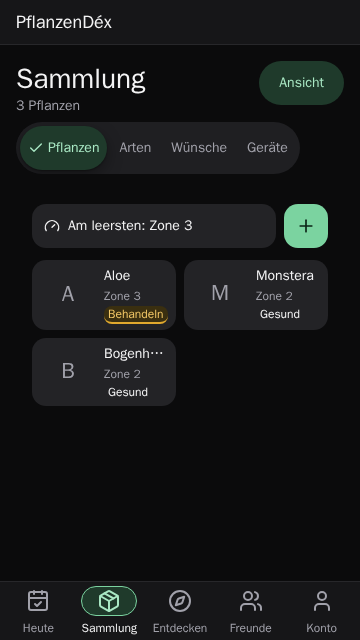 PflanzenDéx
Sammlung
3 Pflanzen
Ansicht
Pflanzen Arten Wünsche Geräte
Am leersten: Zone 3
A
Aloe
Zone 3
Behandeln
M
Monstera
Zone 2
Gesund
B
Bogenh···
Zone 2
Gesund
Heute Sammlung Entdecken Freunde Konto